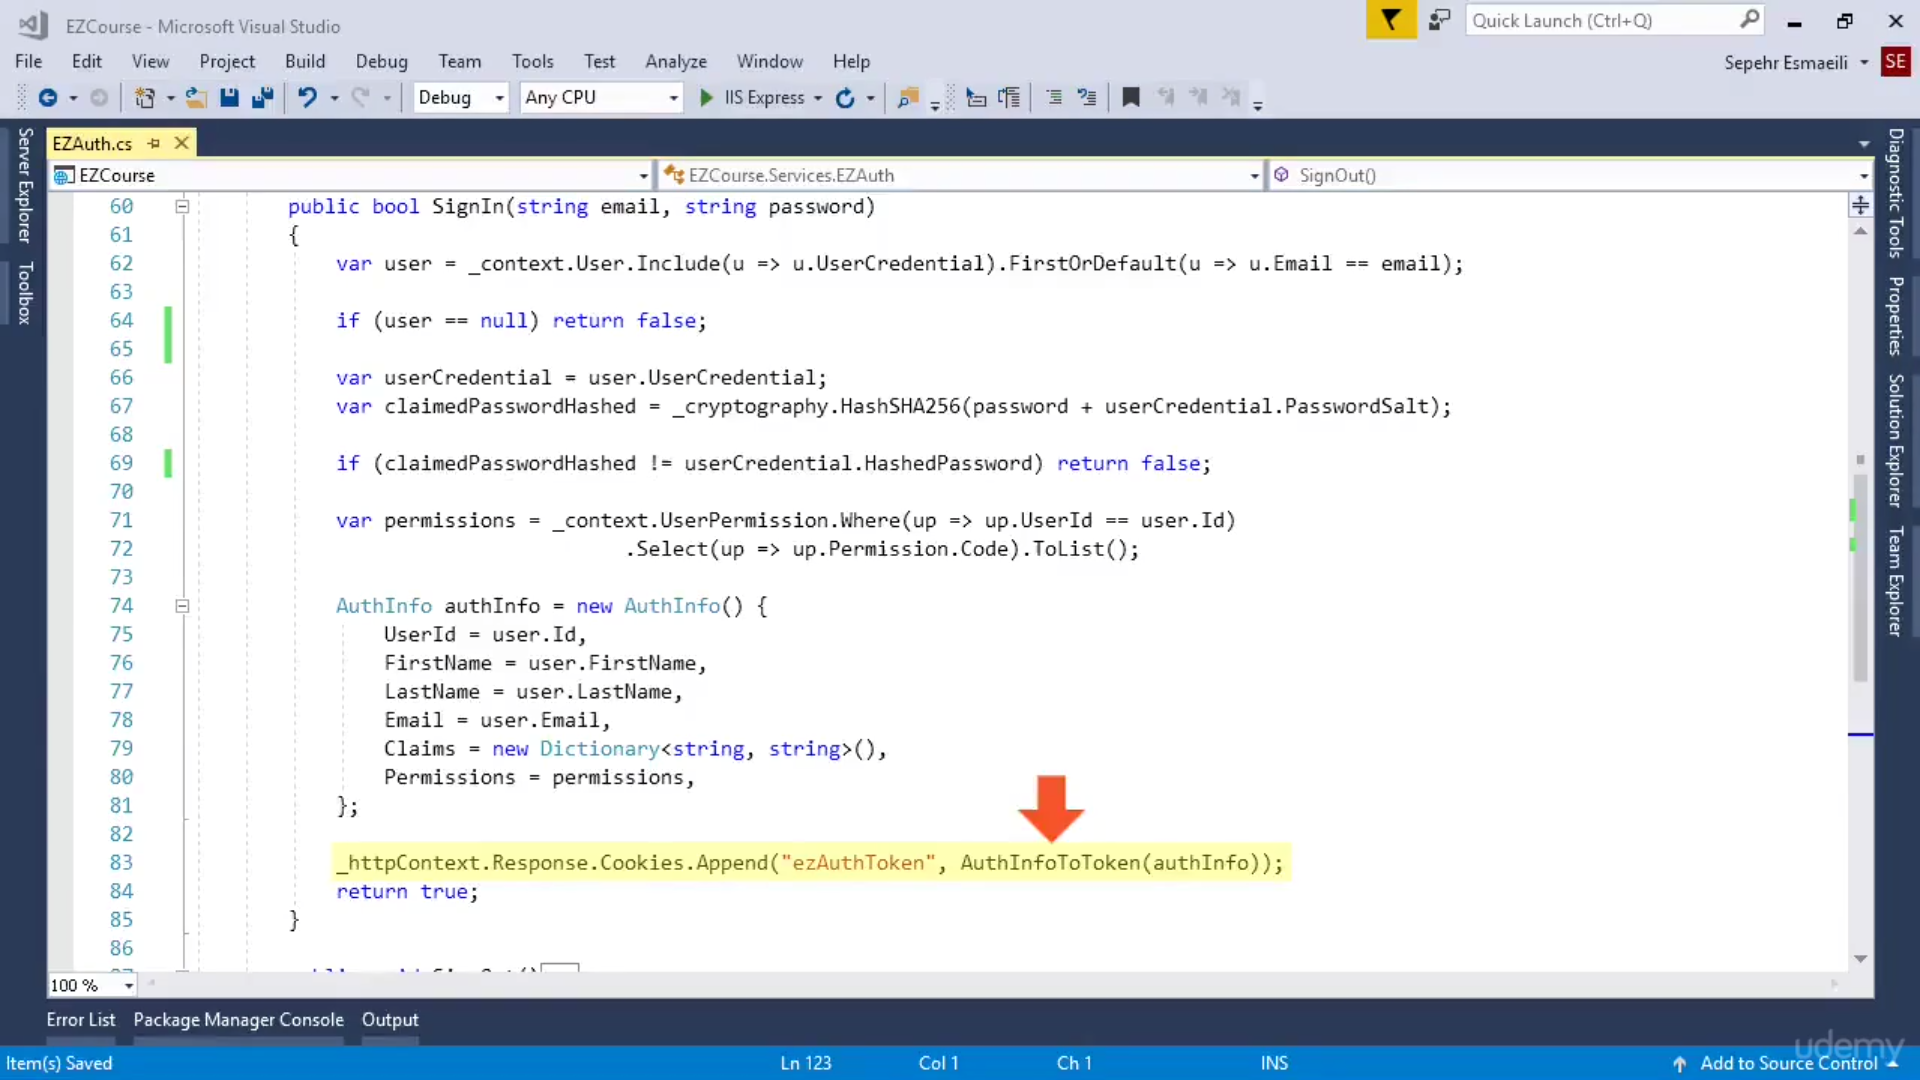 EZCourse - Microsoft Visual Studio
Quick Launch (Ctrl+Q)
File Edit View Project Build Debug Team Tools Test Analyze Window Help
Sepehr Esmaeili SE
Debug Any CPU IIS Express
Server Explorer
Toolbox
EZAuth.cs
EZCourse EZCourse.Services.EZAuth SignOut()
60 public bool SignIn(string email, string password)
61 {
62 var user = _context.User.Include(u => u.UserCredential).FirstOrDefault(u => u.Email == email);
63
64 if (user == null) return false;
65
66 var userCredential = user.UserCredential;
67 var claimedPasswordHashed = _cryptography.HashSHA256(password + userCredential.PasswordSalt);
68
69 if (claimedPasswordHashed != userCredential.HashedPassword) return false;
70
71 var permissions = _context.UserPermission.Where(up => up.UserId == user.Id)
72 .Select(up => up.Permission.Code).ToList();
73
74 AuthInfo authInfo = new AuthInfo() {
75 UserId = user.Id,
76 FirstName = user.FirstName,
77 LastName = user.LastName,
78 Email = user.Email,
79 Claims = new Dictionary<string, string>(),
80 Permissions = permissions,
81 };
82
83 _httpContext.Response.Cookies.Append("ezAuthToken", AuthInfoToToken(authInfo));
84 return true;
85 }
86
Diagnostic Tools
Properties
Solution Explorer
Team Explorer
100 %
Error List Package Manager Console Output
Item(s) Saved Ln 123 Col 1 Ch 1 INS Add to Source Control
udemy